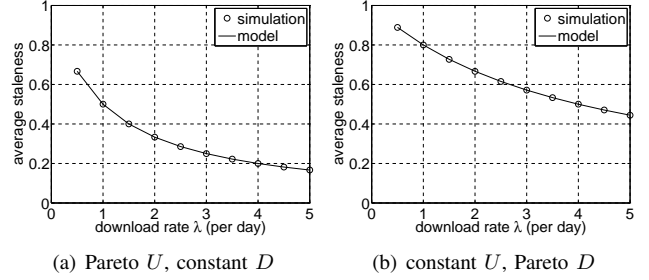 1
0.8
0.6
0.4
0.2
0
average staleness
simulation
model
0 1 2 3 4 5
download rate λ (per day)
(a) Pareto U, constant D
1
0.8
0.6
0.4
0.2
0
average staleness
simulation
model
0 1 2 3 4 5
download rate λ (per day)
(b) constant U, Pareto D